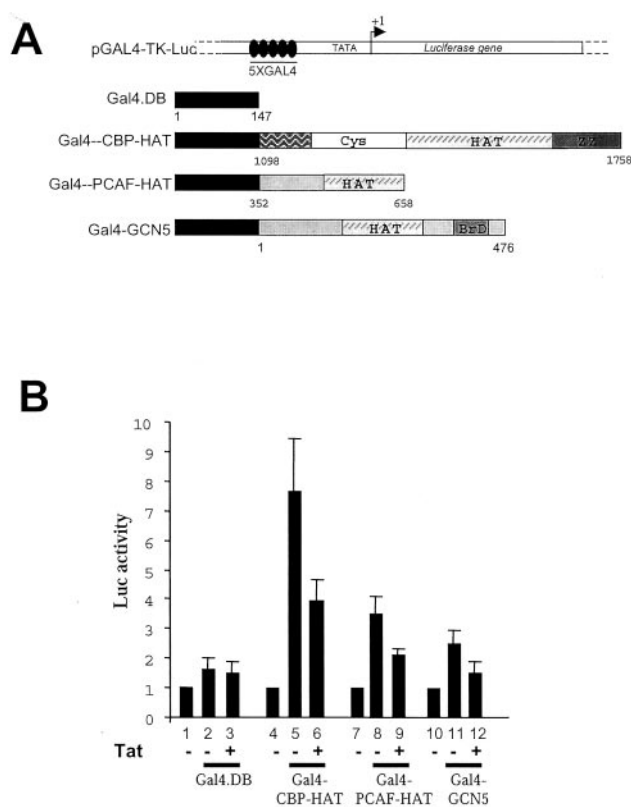 A
+1
pGAL4-TK-Luc
TATA
Luciferase gene
5XGAL4
Gal4.DB
1 147
Gal4--CBP-HAT
Cys HAT ZZ
1098 1758
Gal4--PCAF-HAT
HAT
352 658
Gal4-GCN5
HAT BrD
1 476
B
Luc activity
10
9
8
7
6
5
4
3
2
1
0
1 2 3 4 5 6 7 8 9 10 11 12
Tat - - + - - + - - + - - +
Gal4.DB
Gal4-
CBP-HAT
Gal4-
PCAF-HAT
Gal4-
GCN5